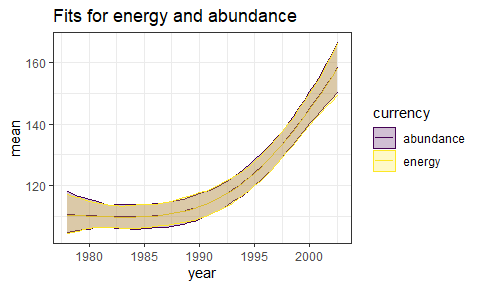 Fits for energy and abundance
160
140
120
mean
1980
1985
1990
1995
2000
year
currency
abundance
energy